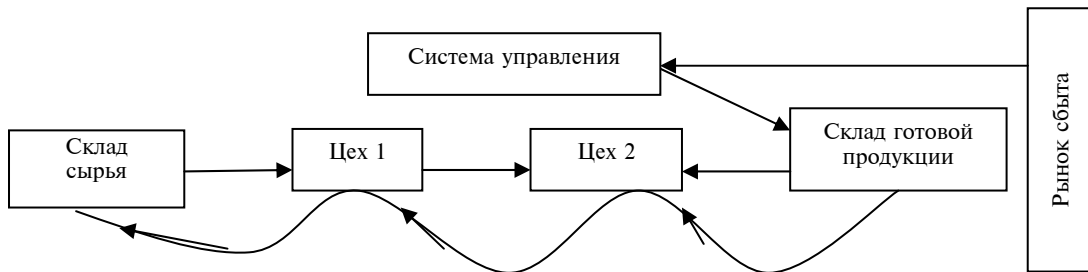 Система управления
Склад
сырья
Цех 1
Цех 2
Склад готовой
продукции
Рынок сбыта